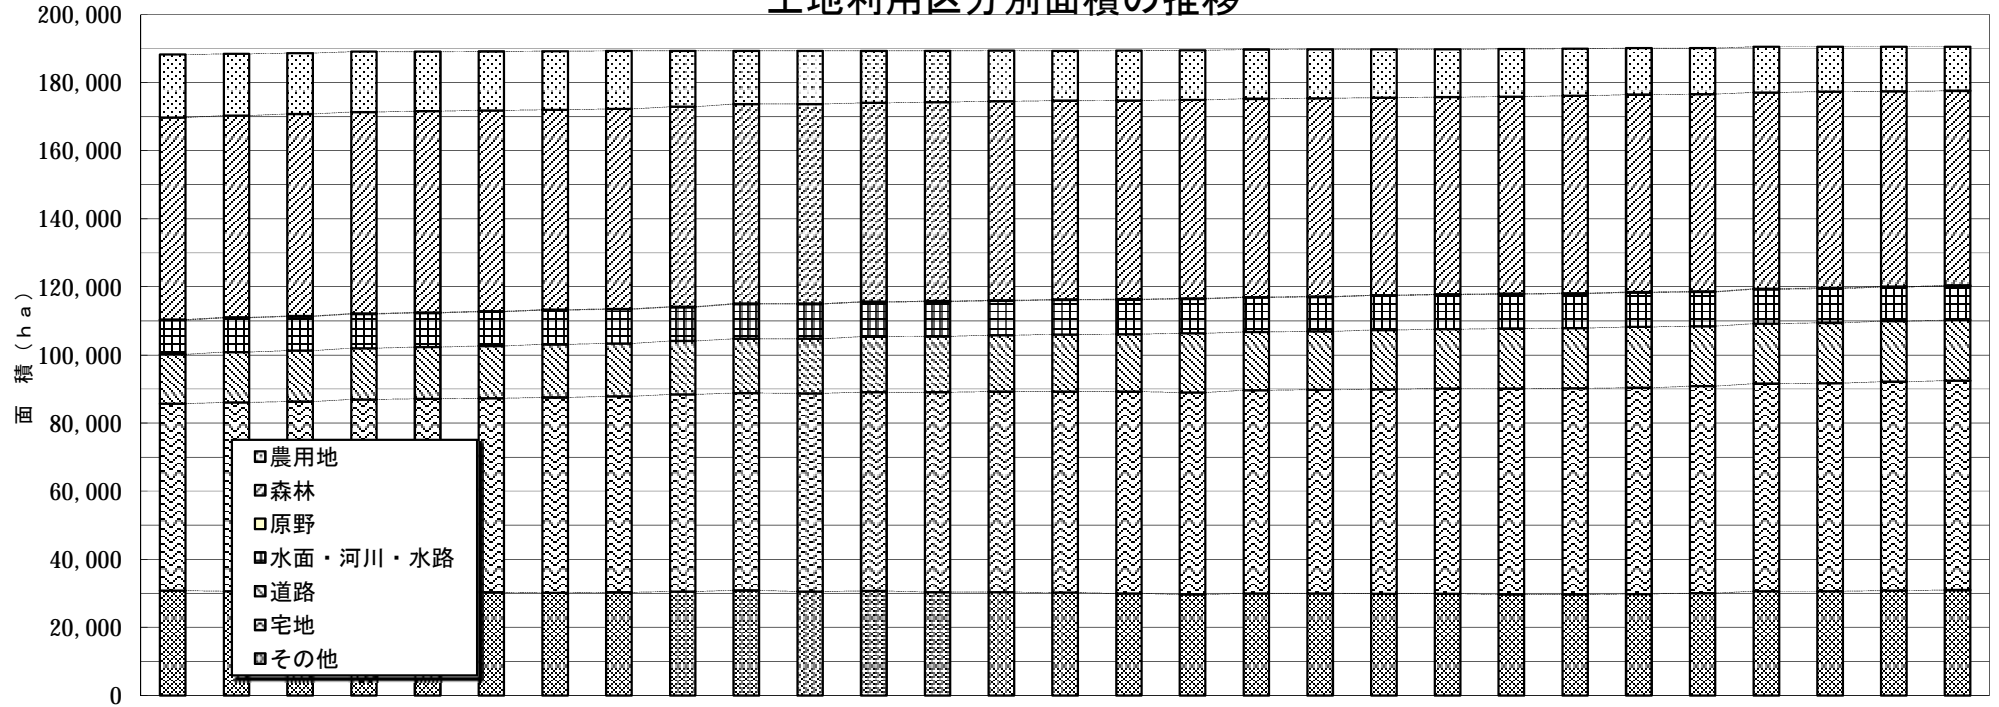 土地利用区分別面積の推移
200,000
180,000
160,000
140,000
120,000
100,000
80,000
60,000
40,000
20,000
0
面 積（ｈａ）
農用地
森林
原野
水面・河川・水路
道路
宅地
その他